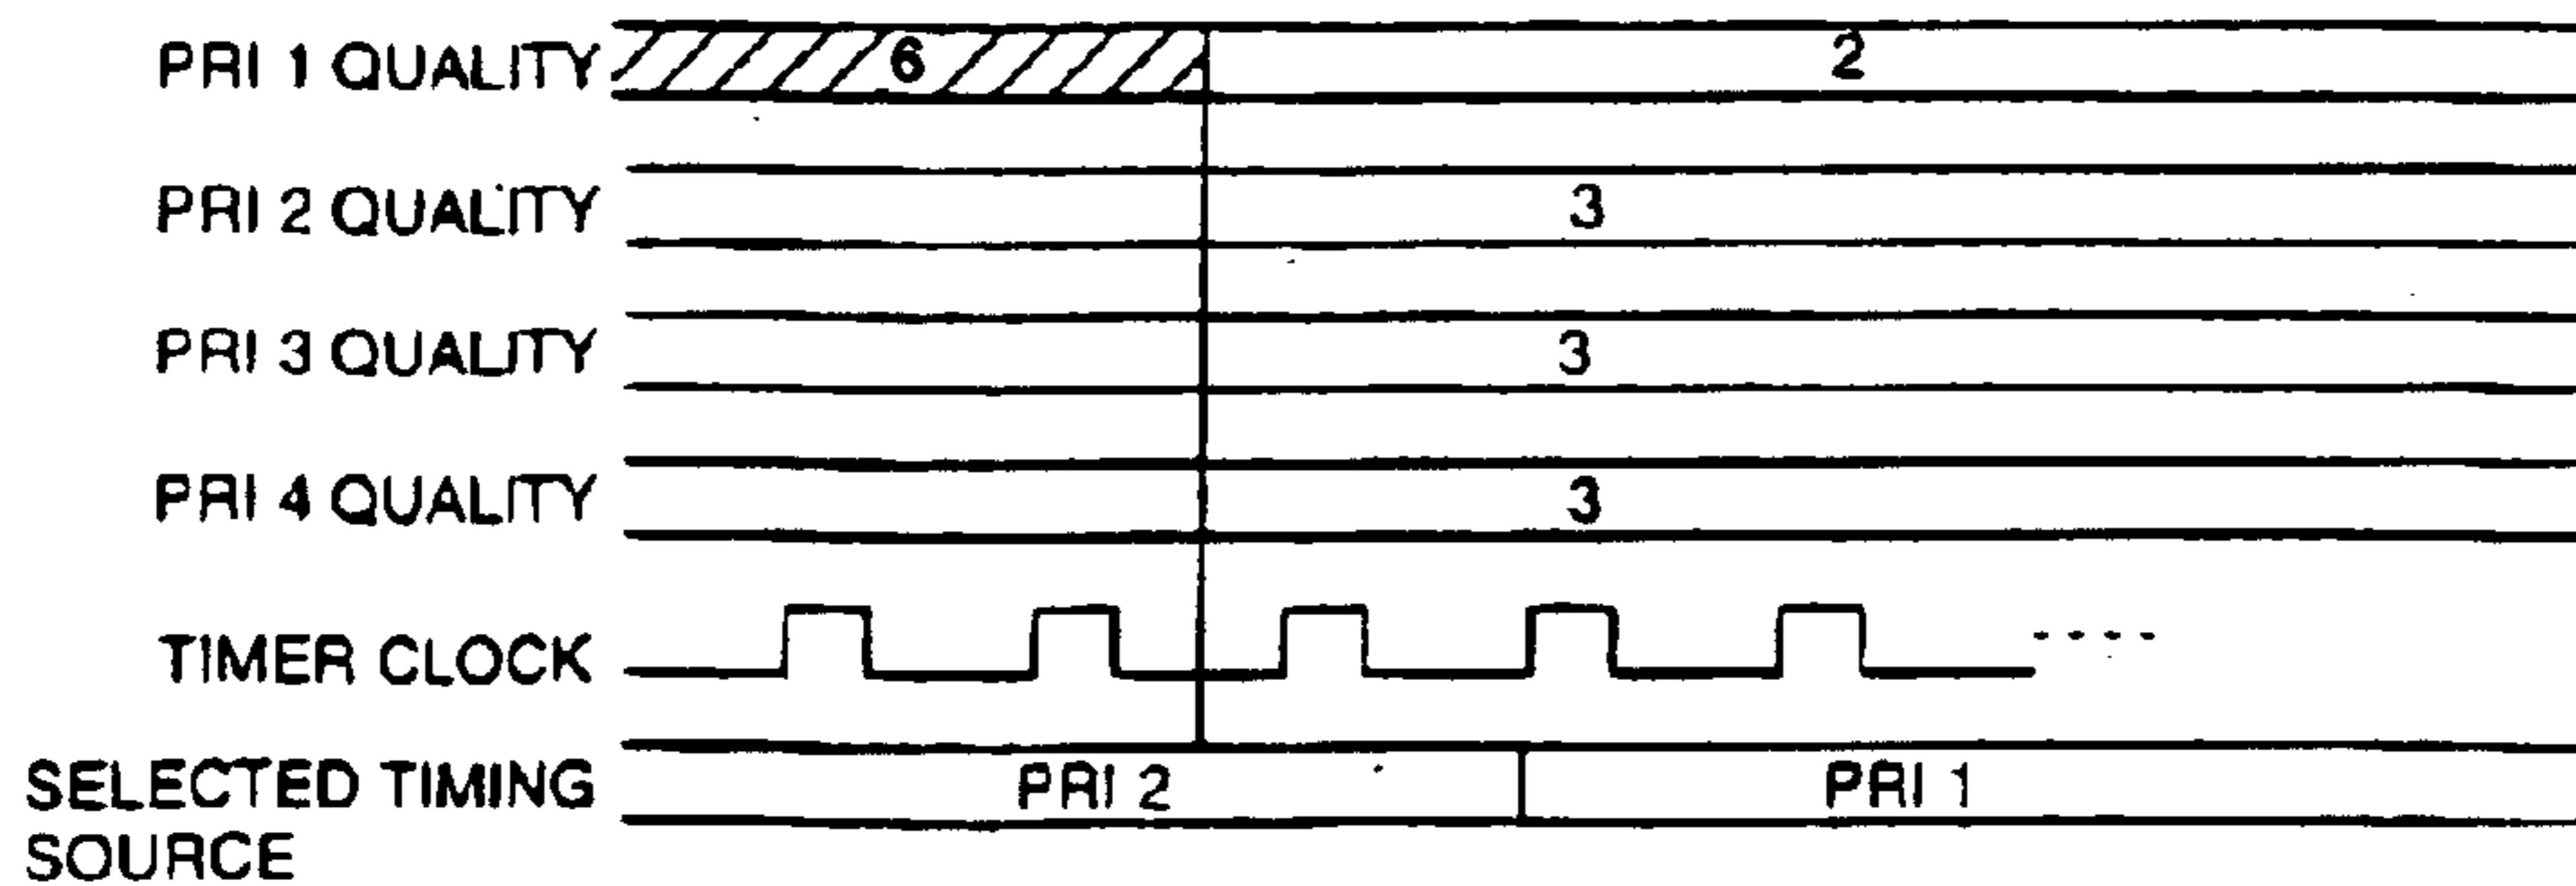 PRI 1 QUALITY 6 2
PRI 2 QUALITY 3
PRI 3 QUALITY 3
PRI 4 QUALITY 3
TIMER CLOCK
SELECTED TIMING SOURCE PRI 2 PRI 1